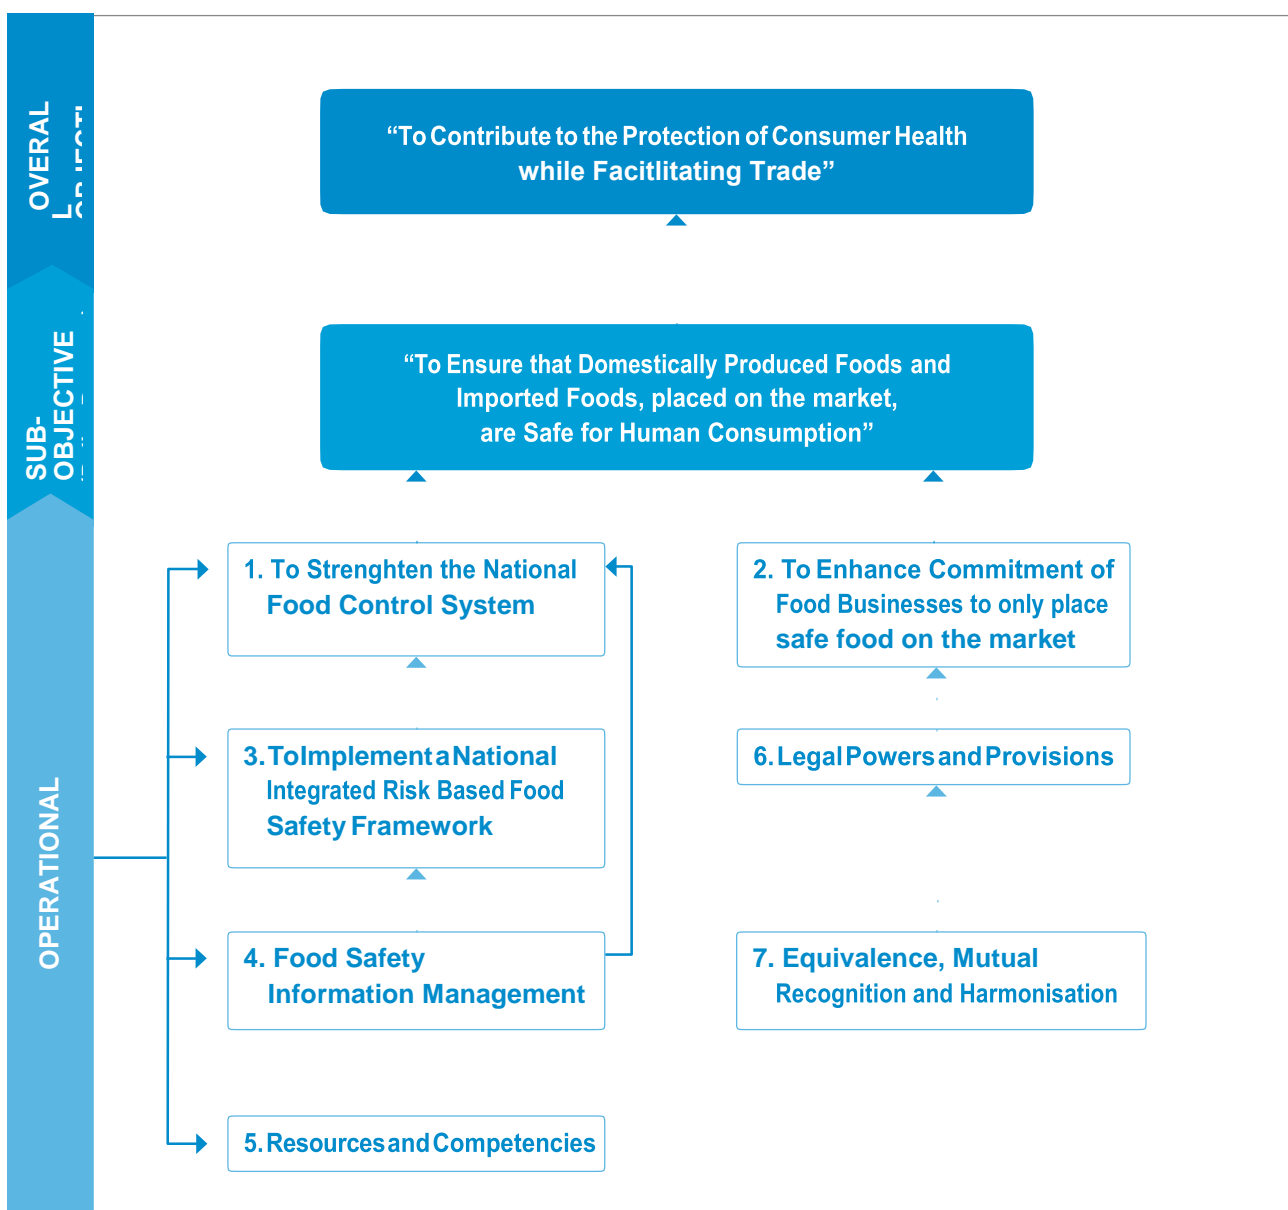 OVERAL
L
“To Contribute to the Protection of Consumer Health
while Facitlitating Trade”
SUB-
OBJECTIVE
“To Ensure that Domestically Produced Foods and
Imported Foods, placed on the market,
are Safe for Human Consumption”
OPERATIONAL
1. To Strenghten the National
Food Control System
2. To Enhance Commitment of
Food Businesses to only place
safe food on the market
3. To Implement a National
Integrated Risk Based Food
Safety Framework
6. Legal Powers and Provisions
4. Food Safety
Information Management
7. Equivalence, Mutual
Recognition and Harmonisation
5. Resources and Competencies